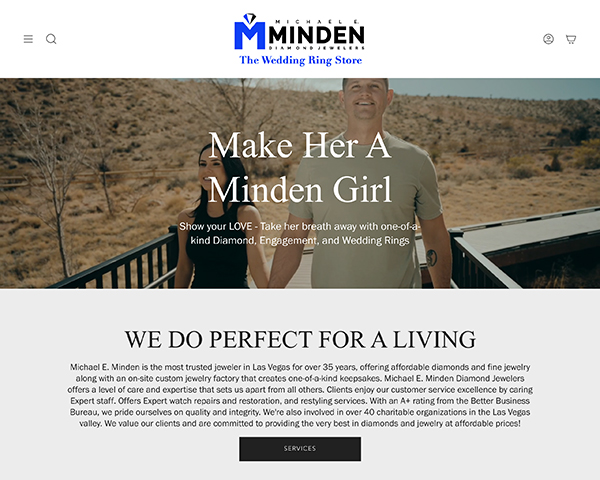 MICHAEL E.
MINDEN
DIAMOND JEWELERS
The Wedding Ring Store
Make Her A
Minden Girl
Show your LOVE - Take her breath away with one-of-a-
kind Diamond, Engagement, and Wedding Rings
WE DO PERFECT FOR A LIVING
Michael E. Minden is the most trusted jeweler in Las Vegas for over 35 years, offering affordable diamonds and fine jewelry
along with an on-site custom jewelry factory that creates one-of-a-kind keepsakes. Michael E. Minden Diamond Jewelers
offers a level of care and expertise that sets us apart from all others. Clients enjoy our customer service excellence by caring
Expert staff. Offers Expert watch repairs and restoration, and restyling services. With an A+ rating from the Better Business
Bureau, we pride ourselves on quality and integrity. We're also involved in over 40 charitable organizations in the Las Vegas
valley. We value our clients and are committed to providing the very best in diamonds and jewelry at affordable prices!
SERVICES